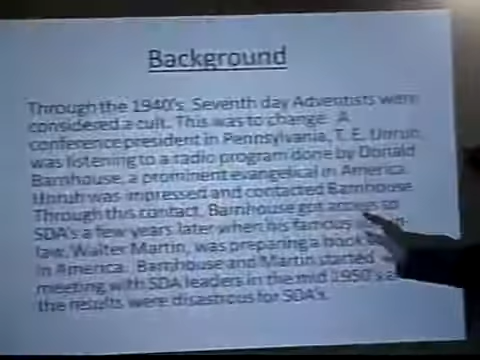 Background
Through the 1940's, Seventh day Adventists were
considered a cult. This was to change. A
conference president in Pennsylvania, T. E. Unruh,
was listening to a radio program done by Donald
Barnhouse, a prominent evangelical in America.
Unruh was impressed and contacted Barnhouse
Through this contact, Barnhouse got access to
SDA's a few years later when his famous
law, Walter Martin, was preparing a book
in America. Barnhouse and Martin started
meeting with SDA leaders in the mid 1950's
the results were disastrous for SDA's.